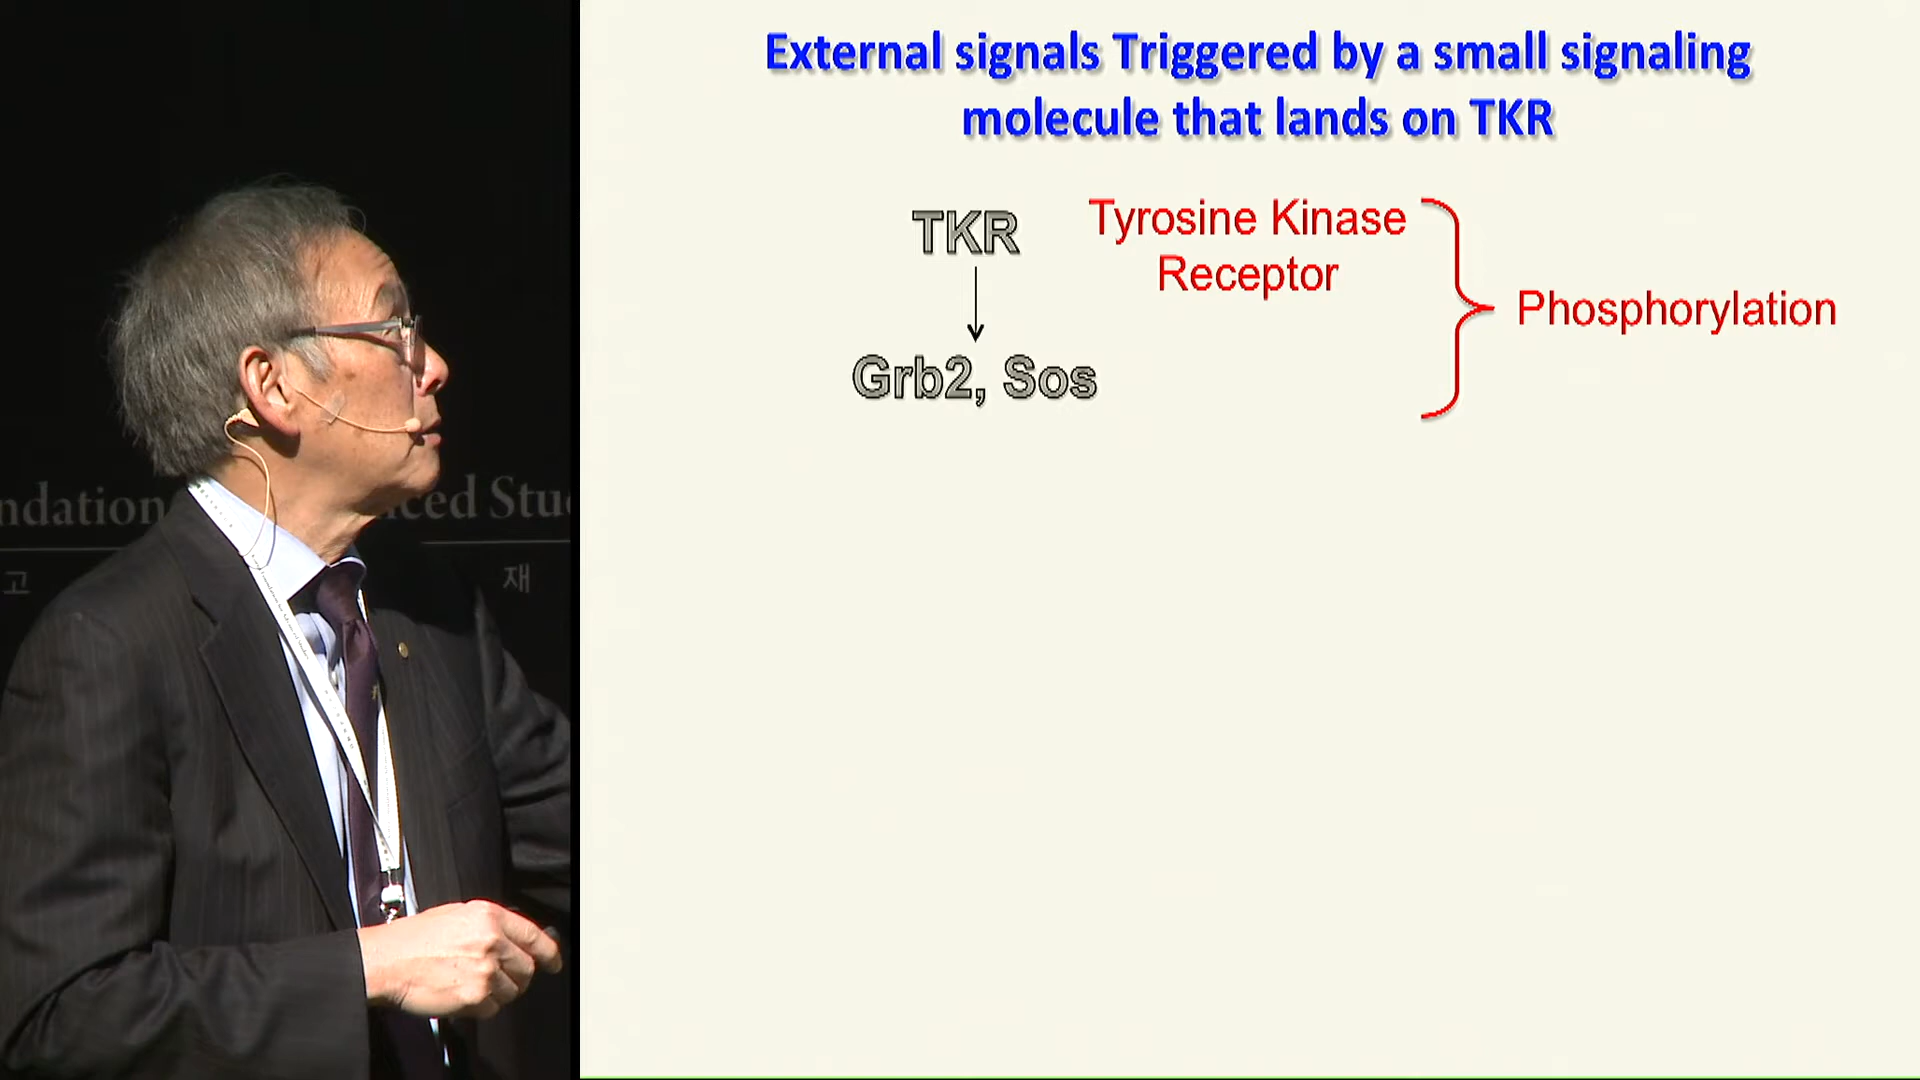 External signals Triggered by a small signaling
molecule that lands on TKR
TKR
Tyrosine Kinase
Receptor
Phosphorylation
Grb2, Sos
ndation
ced Stu
고
재